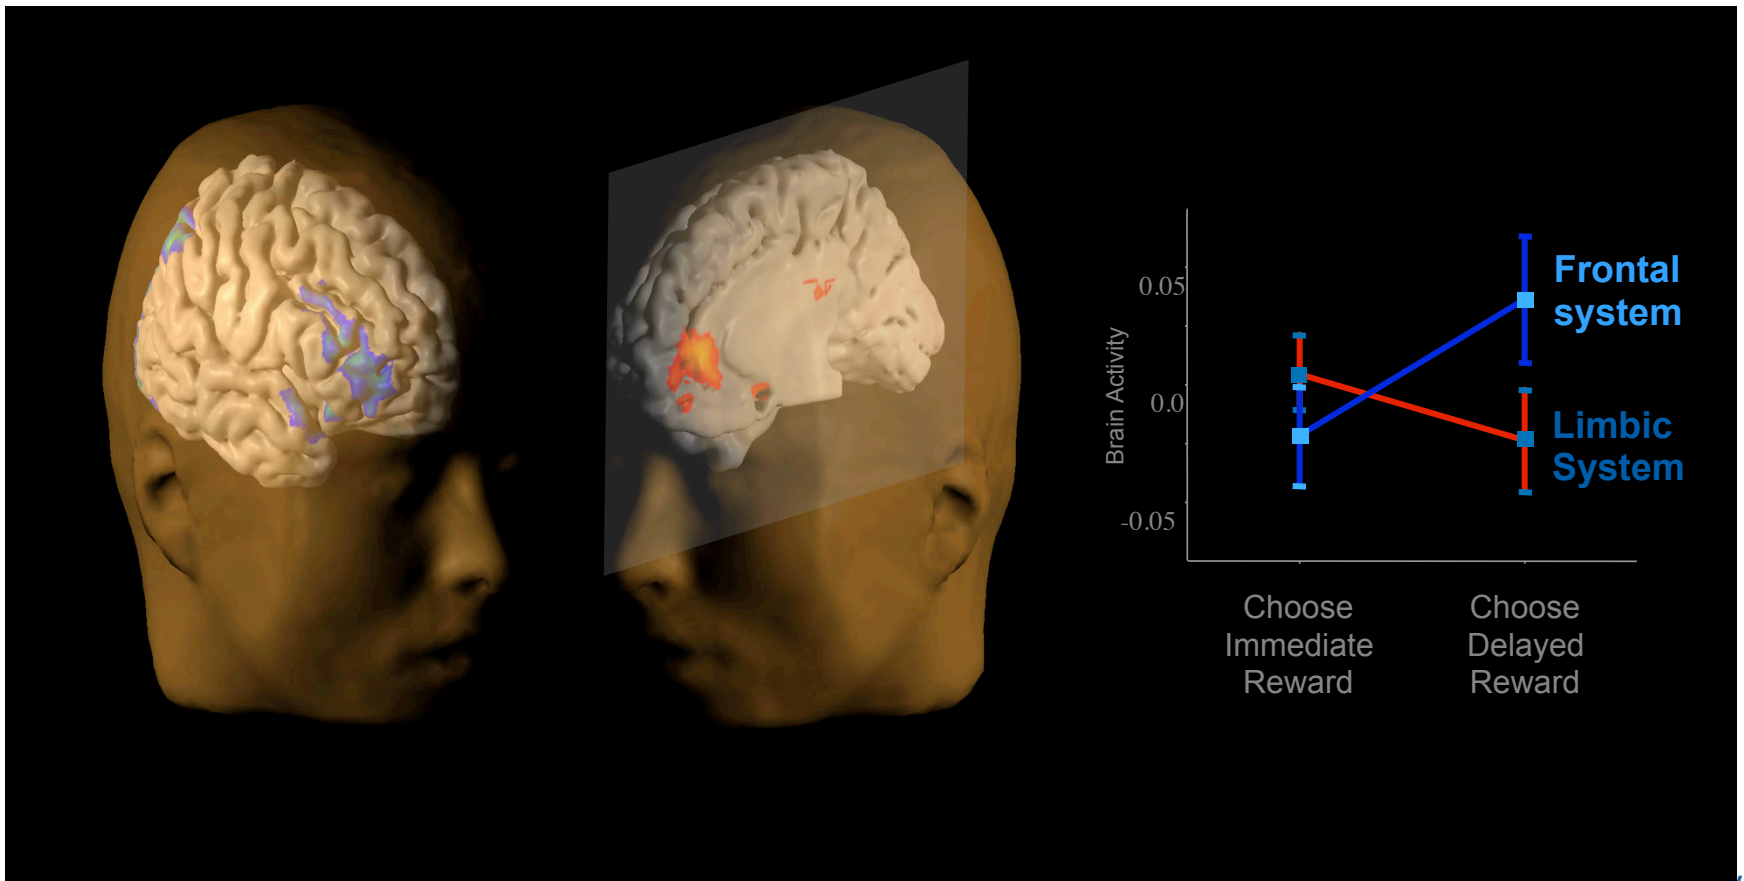 Frontal
system
0.05
Brain Activity
0.0
Limbic
System
-0.05
Choose
Immediate
Reward
Choose
Delayed
Reward